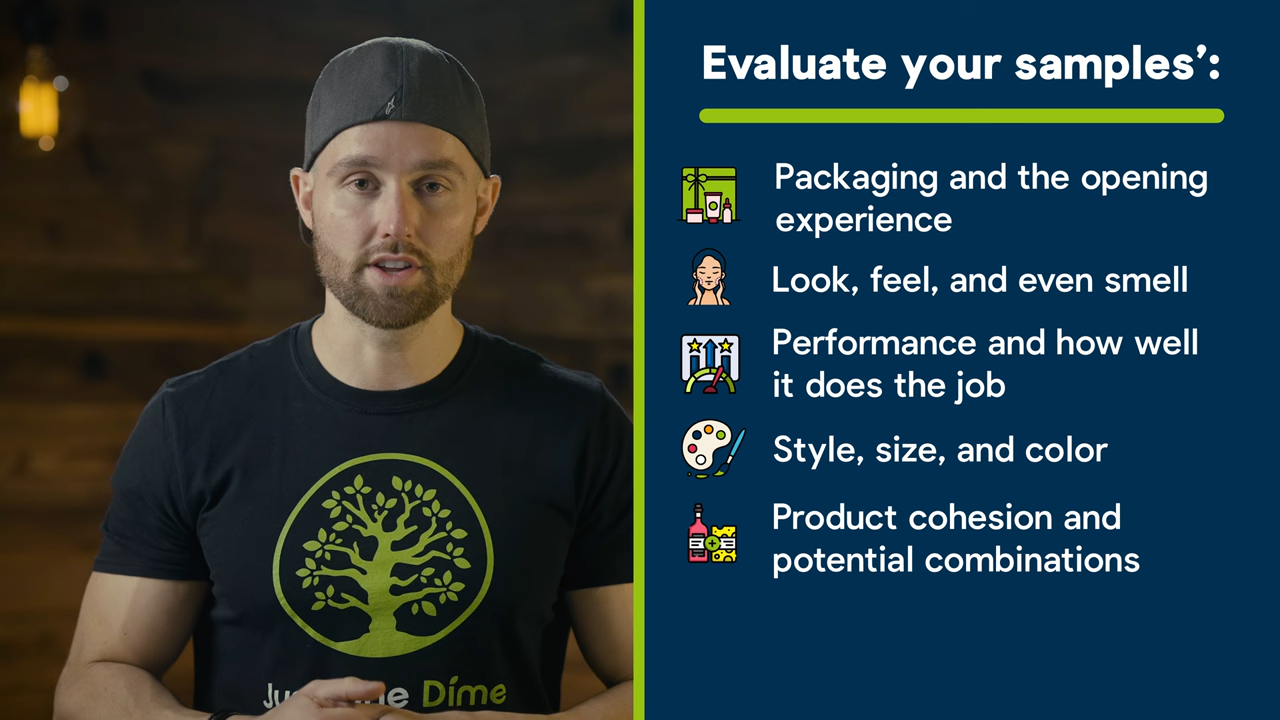 Evaluate your samples’:
Packaging and the opening
experience
Look, feel, and even smell
Performance and how well
it does the job
Style, size, and color
Product cohesion and
potential combinations
Dime